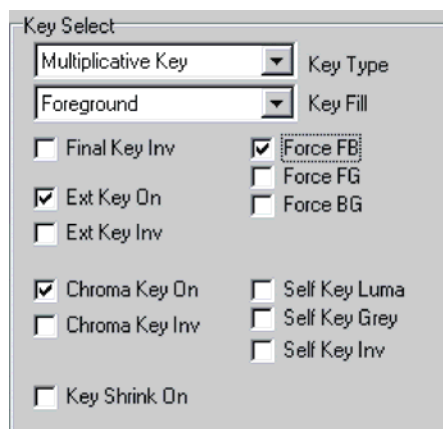 Key Select
Multiplicative Key Key Type
Foreground Key Fill
Final Key Inv
Force FB
Force FG
Ext Key On
Force BG
Ext Key Inv
Chroma Key On
Self Key Luma
Chroma Key Inv
Self Key Grey
Self Key Inv
Key Shrink On